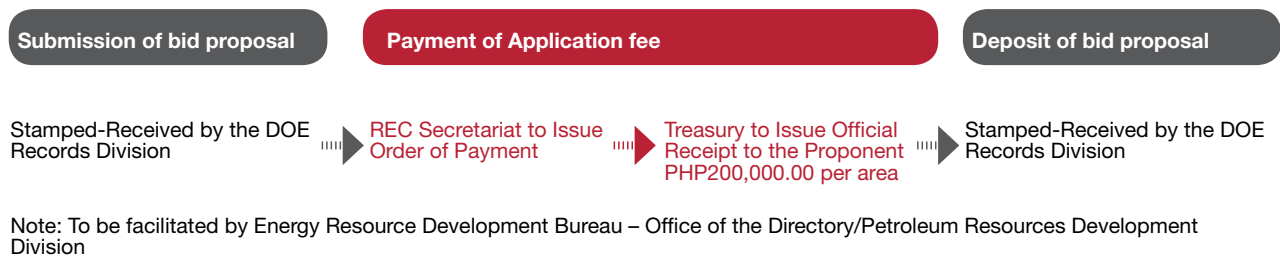 Submission of bid proposal
Payment of Application fee
Deposit of bid proposal
Stamped-Received by the DOE
Records Division
REC Secretariat to Issue
Order of Payment
Treasury to Issue Official
Receipt to the Proponent
PHP200,000.00 per area
Stamped-Received by the DOE
Records Division
Note: To be facilitated by Energy Resource Development Bureau – Office of the Directory/Petroleum Resources Development
Division